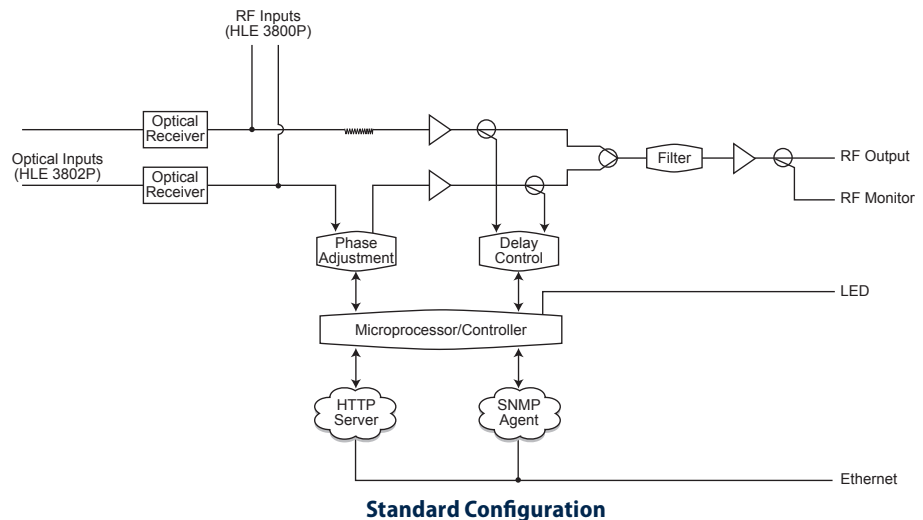 RF Inputs
(HLE 3800P)
Optical
Receiver
Optical Inputs
(HLE 3802P)
Optical
Receiver
Filter
RF Output
RF Monitor
Phase
Adjustment
Delay
Control
LED
Microprocessor/Controller
HTTP
Server
SNMP
Agent
Ethernet
Standard Configuration